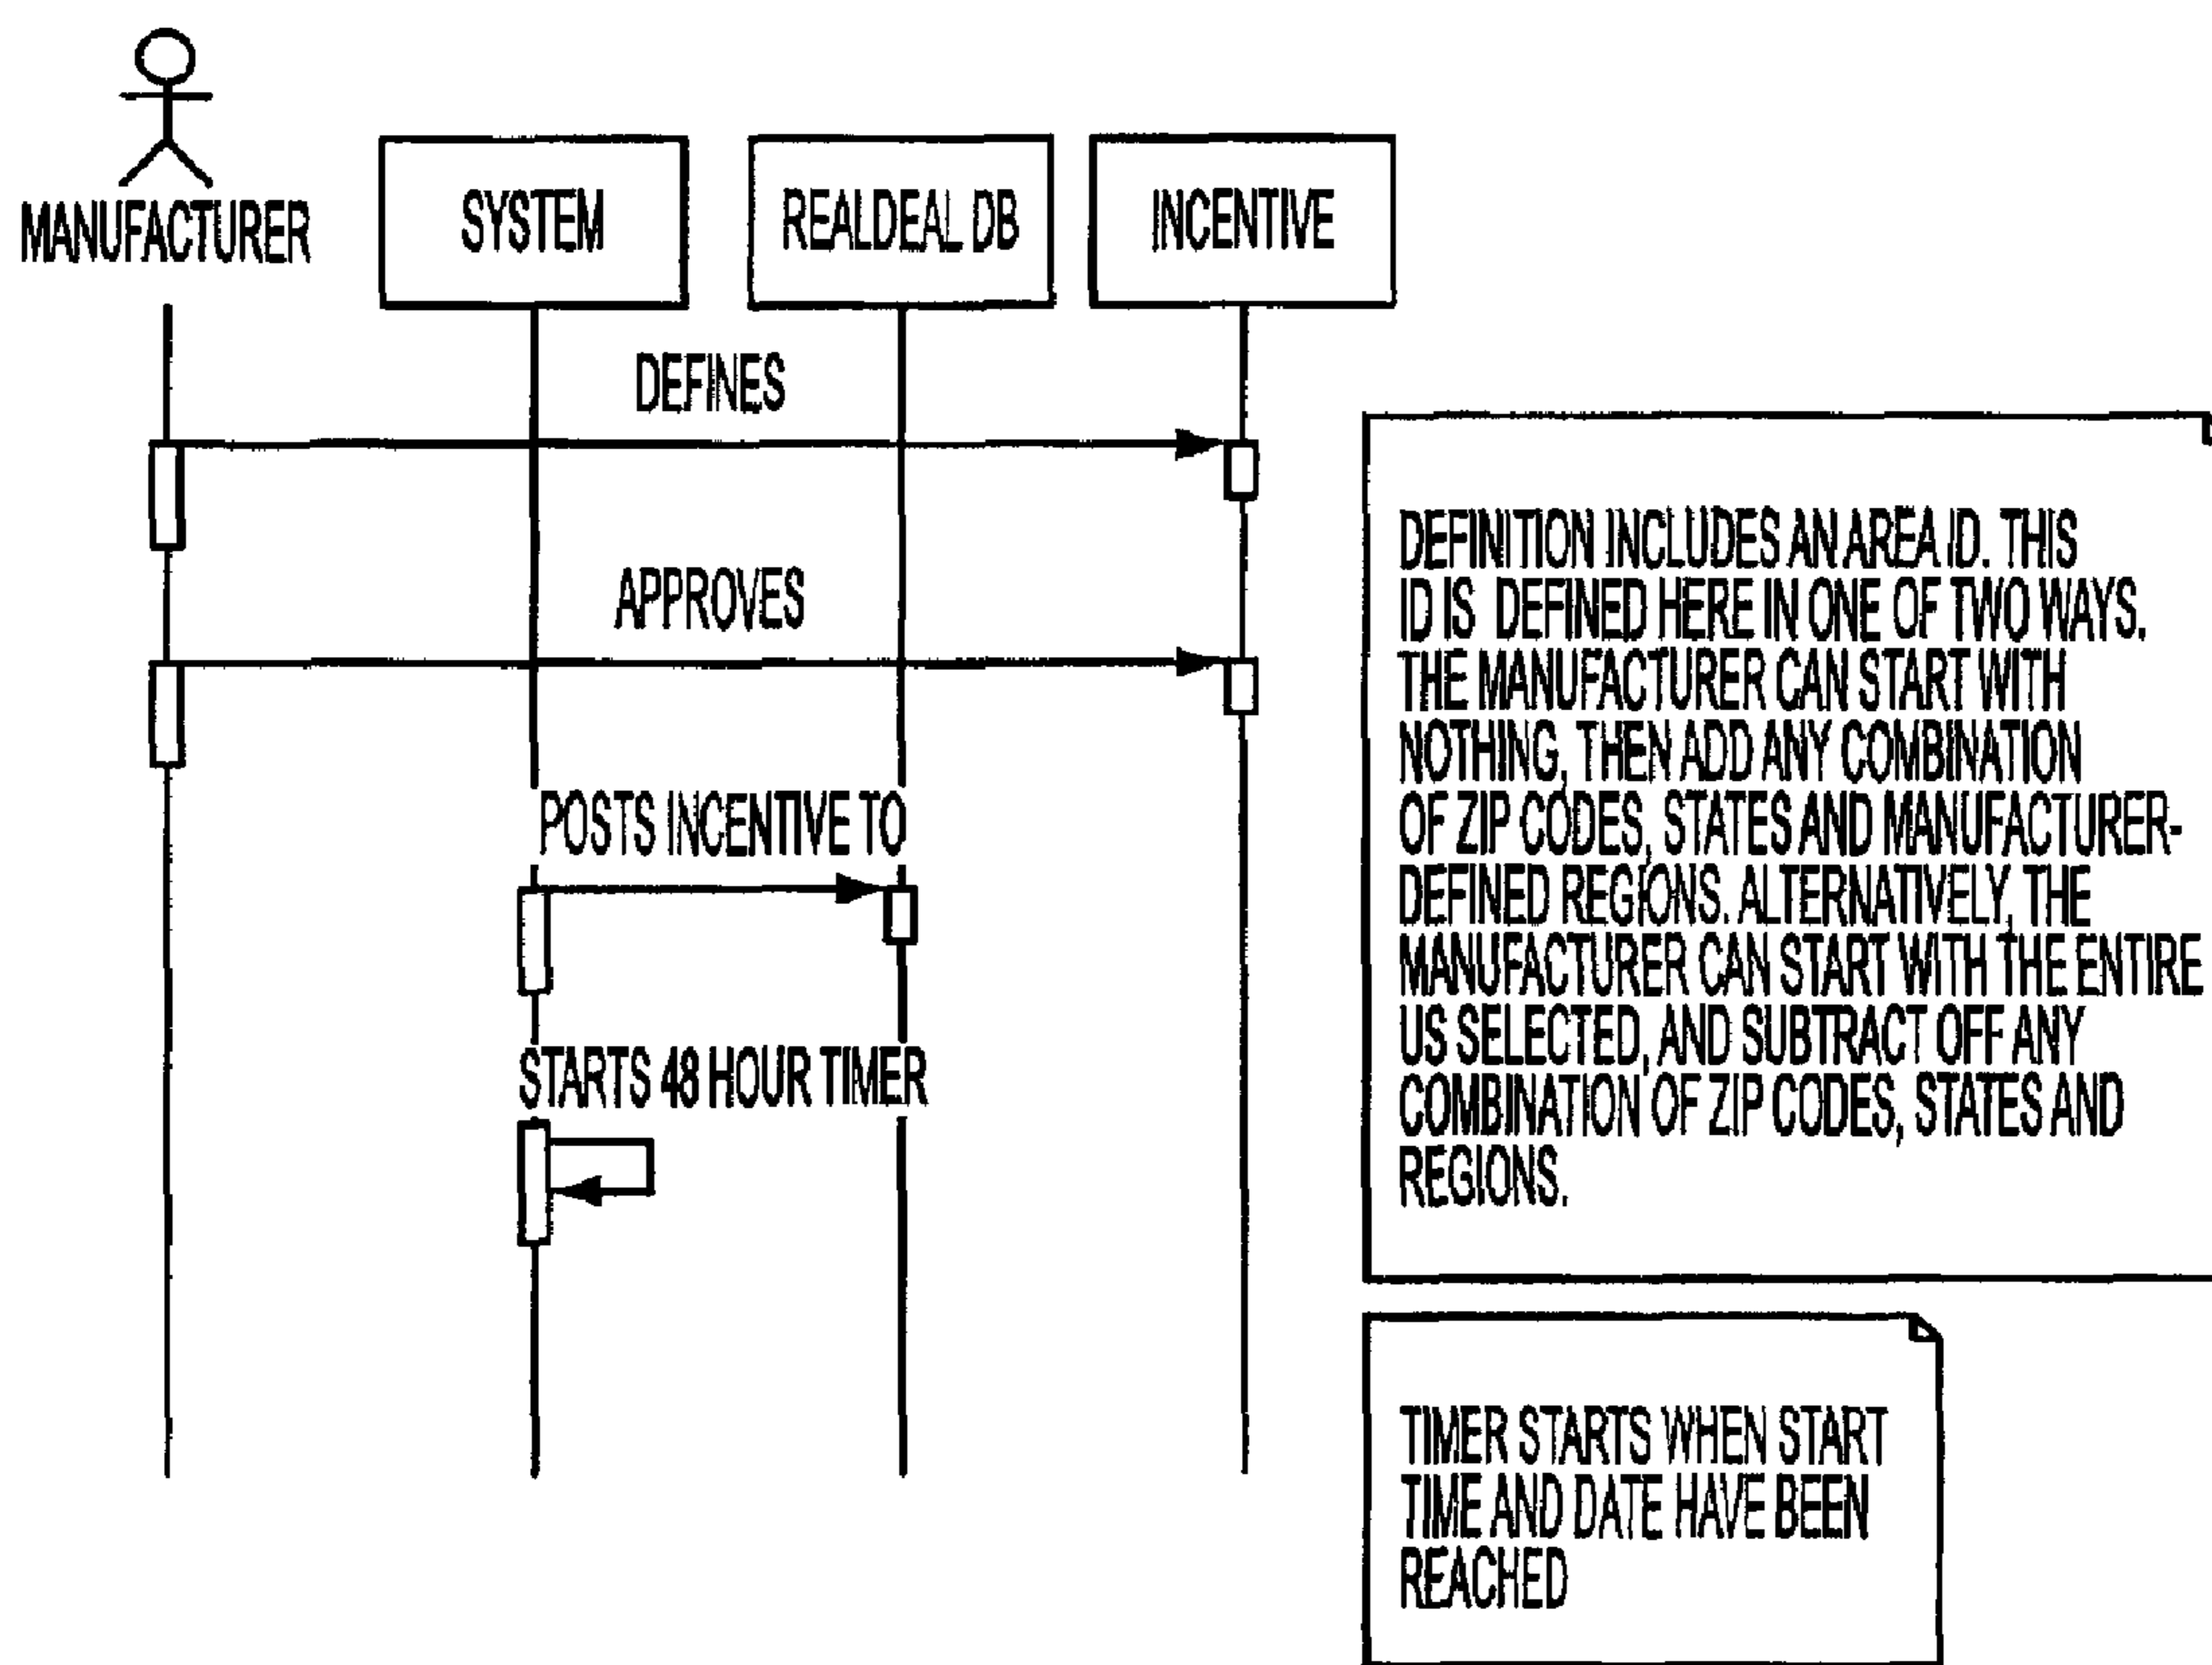 MANUFACTURER
SYSTEM
REALDEAL DB
INCENTIVE
DEFINES
APPROVES
POSTS INCENTIVE TO
STARTS 48 HOUR TIMER
DEFINITION INCLUDES AN AREA ID. THIS
ID IS DEFINED HERE IN ONE OF TWO WAYS.
THE MANUFACTURER CAN START WITH
NOTHING, THEN ADD ANY COMBINATION
OF ZIP CODES, STATES AND MANUFACTURER-
DEFINED REGIONS. ALTERNATIVELY, THE
MANUFACTURER CAN START WITH THE ENTIRE
US SELECTED, AND SUBTRACT OFF ANY
COMBINATION OF ZIP CODES, STATES AND
REGIONS.
TIMER STARTS WHEN START
TIME AND DATE HAVE BEEN
REACHED